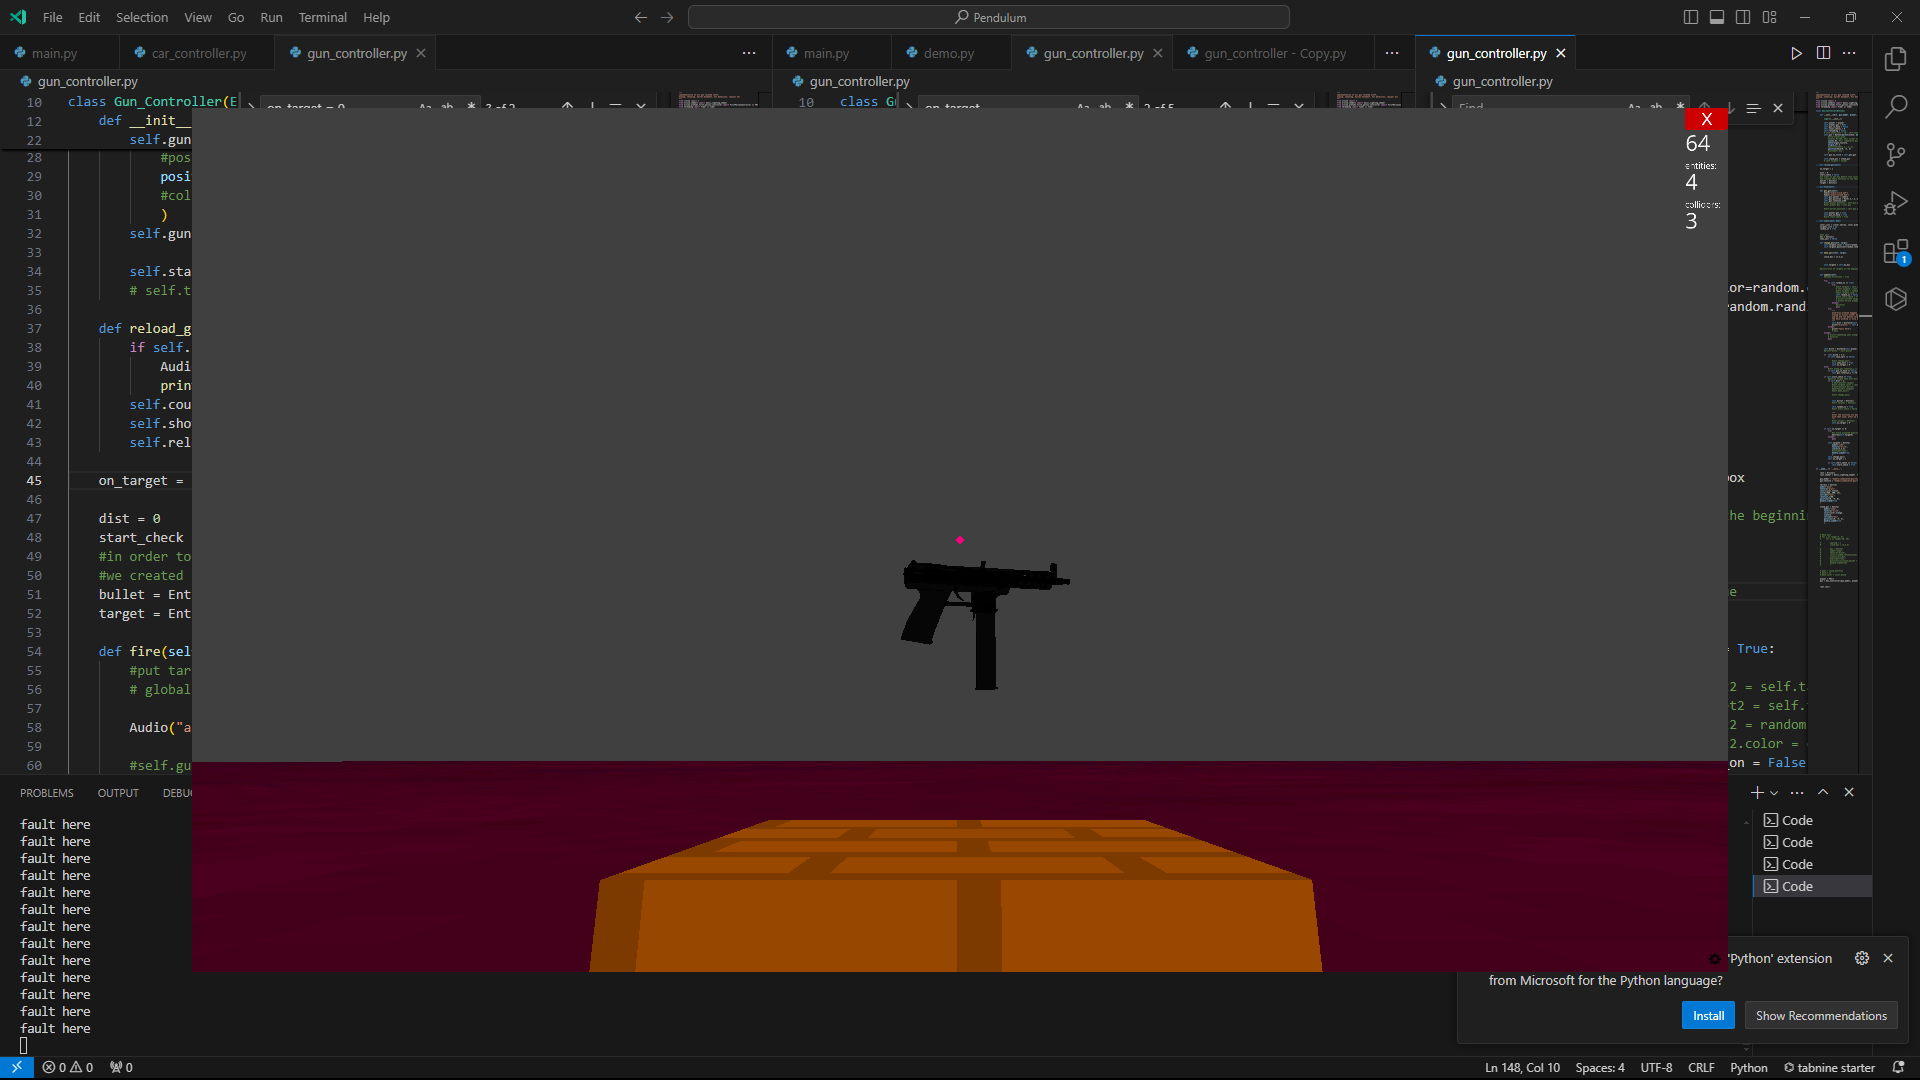 File Edit Selection View Go Run Terminal Help
Pendulum
main.py car_controller.py gun_controller.py
main.py demo.py gun_controller.py gun_controller - Copy.py
gun_controller.py
gun_controller.py
gun_controller.py
gun_controller.py
10 class Gun_Controller(E
12 def __init__
22 self.gun
28 #pos
29 posi
30 #col
31 )
32 self.gun
33
34 self.sta
35 # self.t
36
37 def reload_g
38 if self.
39 Audi
40 prin
41 self.cou
42 self.sho
43 self.rel
44
45 on_target =
46
47 dist = 0
48 start_check
49 #in order to
50 #we created
51 bullet = Ent
52 target = Ent
53
54 def fire(sel
55 #put tar
56 # global
57
58 Audio("a
59
60 #self.gu
on_target = 0
10 class G
on_target
Find
X
64
entities:
4
colliders:
3
or=random.
random.rand
box
he beginni
e
= True:
2 = self.t
t2 = self.
2 = random
2.color =
on = False
PROBLEMS OUTPUT DEBU
fault here
fault here
fault here
fault here
fault here
fault here
fault here
fault here
fault here
fault here
fault here
fault here
fault here
Code
Code
Code
Code
'Python' extension
from Microsoft for the Python language?
Install Show Recommendations
0 0 0
Ln 148, Col 10 Spaces: 4 UTF-8 CRLF Python tabnine starter